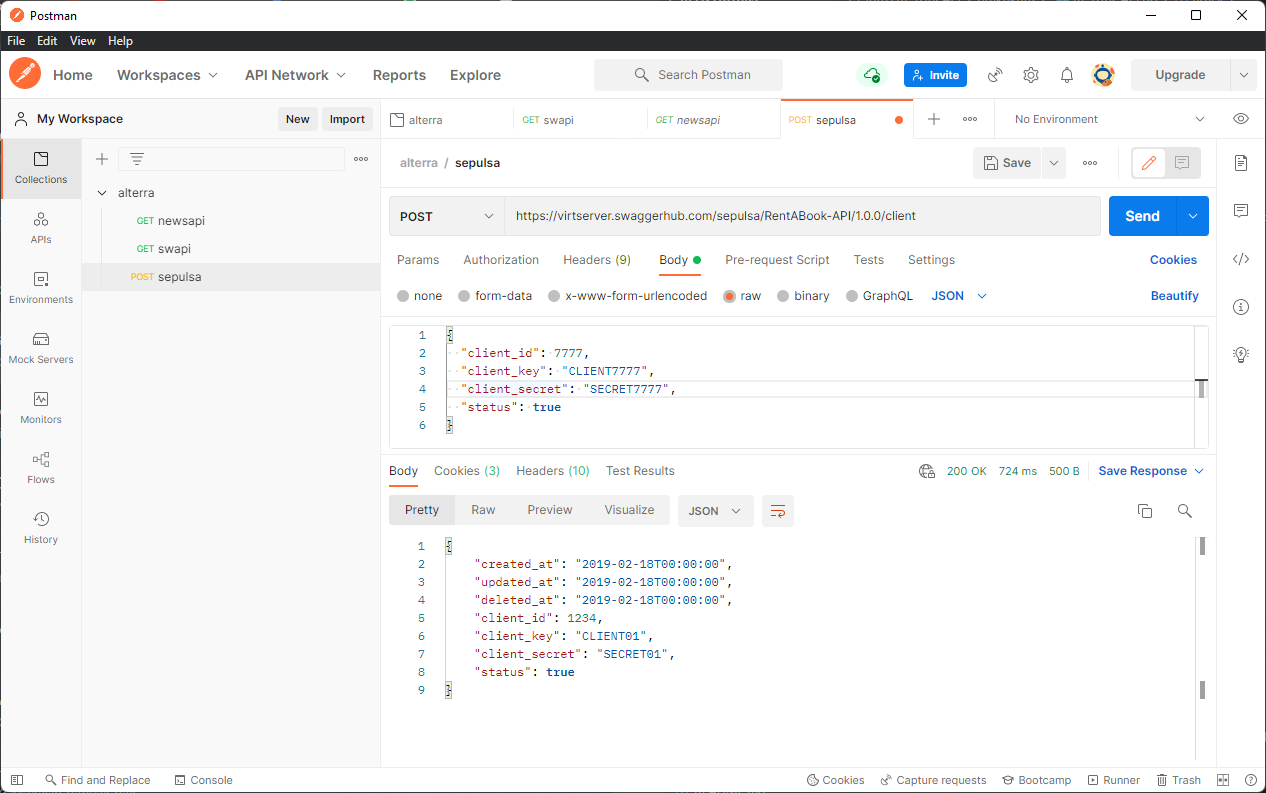 Postman
File Edit View Help
Home Workspaces API Network Reports Explore Search Postman Invite Upgrade
My Workspace New Import
alterra GET swapi GET newsapi POST sepulsa No Environment
Collections
APIs
Environments
Mock Servers
Monitors
Flows
History
alterra
GET newsapi
GET swapi
POST sepulsa
alterra / sepulsa Save
POST https://virtserver.swaggerhub.com/sepulsa/RentABook-API/1.0.0/client Send
Params Authorization Headers (9) Body Pre-request Script Tests Settings Cookies
none form-data x-www-form-urlencoded raw binary GraphQL JSON Beautify
1 {
2 "client_id": 7777,
3 "client_key": "CLIENT7777",
4 "client_secret": "SECRET7777",
5 "status": true
6 }
Body Cookies (3) Headers (10) Test Results 200 OK 724 ms 500 B Save Response
Pretty Raw Preview Visualize JSON
1 {
2 "created_at": "2019-02-18T00:00:00",
3 "updated_at": "2019-02-18T00:00:00",
4 "deleted_at": "2019-02-18T00:00:00",
5 "client_id": 1234,
6 "client_key": "CLIENT01",
7 "client_secret": "SECRET01",
8 "status": true
9 }
Find and Replace Console Cookies Capture requests Bootcamp Runner Trash